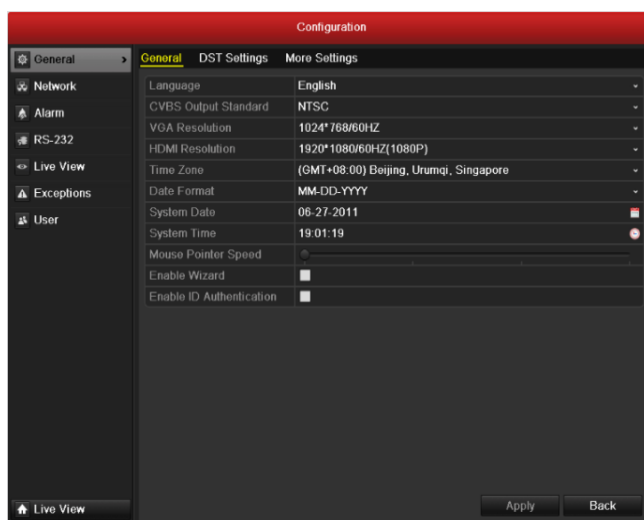 Configuration
General
Network
Alarm
RS-232
Live View
Exceptions
User
Live View
General DST Settings More Settings
Language English
CVBS Output Standard NTSC
VGA Resolution 1024*768/60HZ
HDMI Resolution 1920*1080/60HZ(1080P)
Time Zone (GMT+08:00) Beijing, Urumqi, Singapore
Date Format MM-DD-YYYY
System Date 06-27-2011
System Time 19:01:19
Mouse Pointer Speed
Enable Wizard
Enable ID Authentication
Apply Back